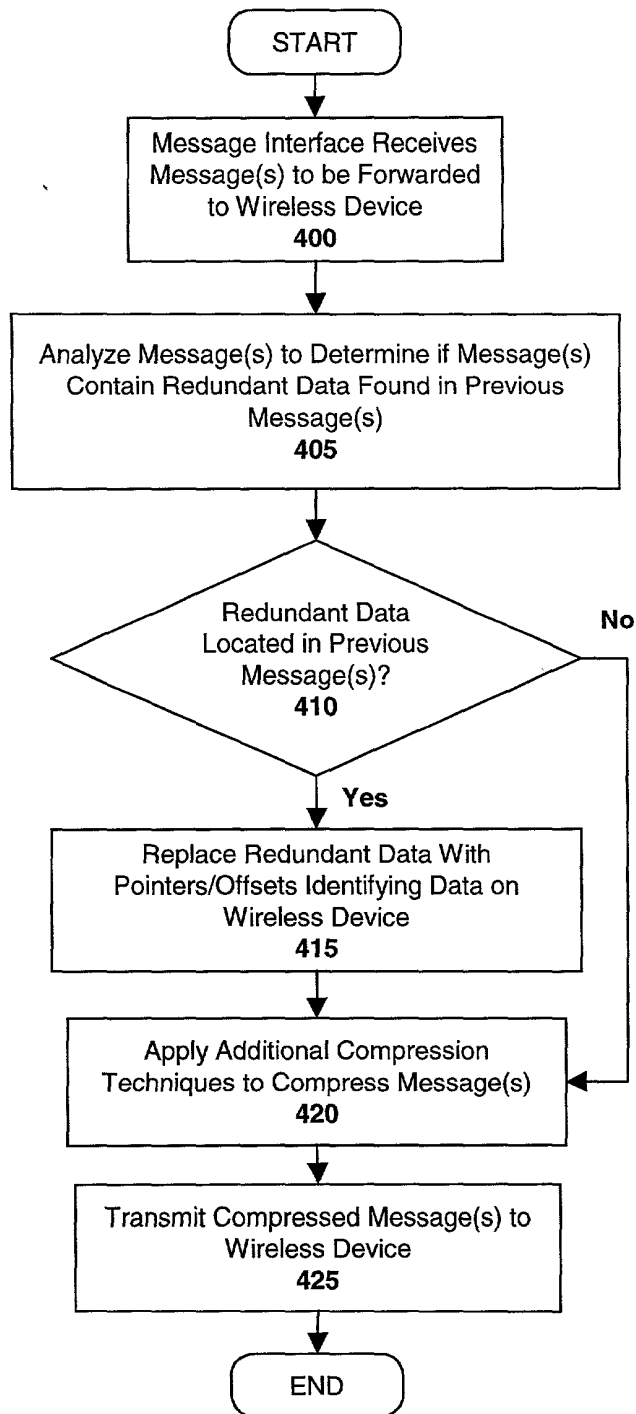 START
Message Interface Receives
Message(s) to be Forwarded
to Wireless Device
400
Analyze Message(s) to Determine if Message(s)
Contain Redundant Data Found in Previous
Message(s)
405
Redundant Data
Located in Previous
Message(s)?
410
No
Yes
Replace Redundant Data With
Pointers/Offsets Identifying Data on
Wireless Device
415
Apply Additional Compression
Techniques to Compress Message(s)
420
Transmit Compressed Message(s) to
Wireless Device
425
END